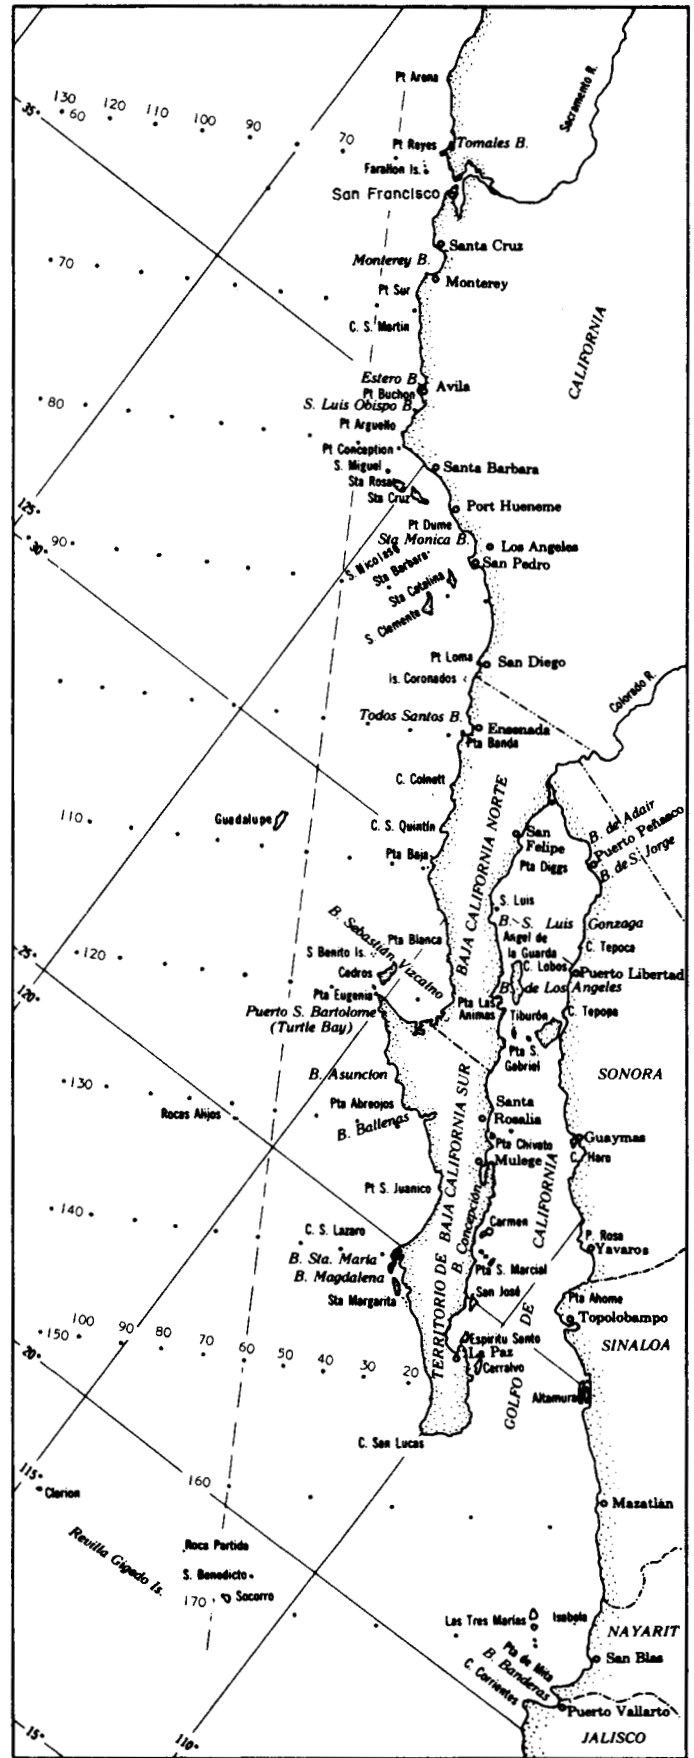 Pt Arena
Sacramento R.
130 120 110 100 90
35°
60
70
Pt Reyes
Tomales B.
Farallon Is.
San Francisco
Santa Cruz
Monterey B.
70
Monterey
Pt Sur
C. S. Martin
CALIFORNIA
Estero B.
Avila
Pt Buchon
80
S. Luis Obispo B.
Pt Arguello
Pt Conception
S. Miguel
Santa Barbara
Sta Rosa
Sta Cruz
Port Hueneme
125°
Pt Dume
Sta Monica B.
30°
90
Los Angeles
S. Nicolas
Sta Barbara
San Pedro
Sta Catalina
S. Clemente
Pt Loma
San Diego
Is. Coronados
Colorado R.
Todos Santos B.
Ensenada
Pta Banda
C. Colnett
110
Guadalupe
C. S. Quintín
BAJA CALIFORNIA NORTE
San
Felipe
B. de Adair
Puerto Peñasco
B. de S. Jorge
Pta Baja
Pta Diggs
S. Luis
B. S. Luis Gonzaga
B. Sebastián Vizcaíno
Pta Blanca
Angel de
la Guarda
C. Tepoca
25°
120
S Benito Is.
C. Lobos
Cedros
Puerto Libertad
120°
Pta Eugenia
B. de Los Angeles
Puerto S. Bartolome
(Turtle Bay)
Pta Las
Animas
Tiburón
C. Tepopa
Pta S.
Gabriel
B. Asuncion
SONORA
130
Rocas Alijos
Pta Abreojos
B. Ballenas
Santa
Rosalia
Pta Chivato
Guaymas
Mulege
C. Haro
TERRITORIO DE BAJA CALIFORNIA SUR
B. Concepción
GOLFO DE CALIFORNIA
Pt S. Juanico
140
Carmen
C. S. Lazaro
P. Rosa
Yavaros
B. Sta. María
Pta S. Marcial
B. Magdalena
Sta Margarita
San José
Pta Ahome
Topolobampo
150 100 90 80 70 60 50 40 30 20
Espiritu Santo
La Paz
Cerralvo
SINALOA
20°
Altamura
C. San Lucas
115°
160
Clarion
Mazatlán
Revilla Gigedo Is.
Roca Partida
S. Benedicto
170
Socorro
Las Tres Marías
Isabela
NAYARIT
Pta de Mita
San Blas
B. Banderas
C. Corrientes
Puerto Vallarto
15°
110°
JALISCO